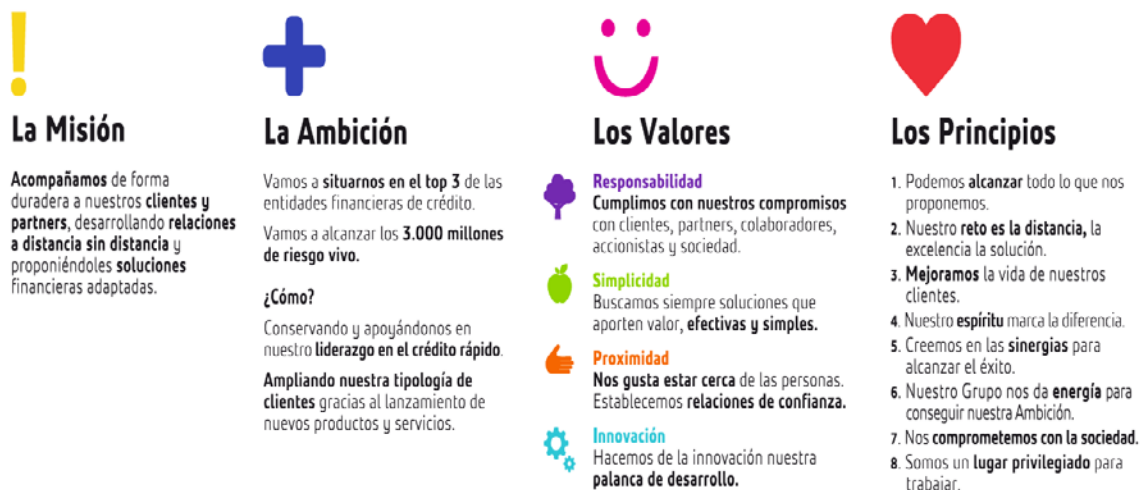 La Misión
Acompañamos de forma
duradera a nuestros clientes y
partners, desarrollando relaciones
a distancia sin distancia y
proponiéndoles soluciones
financieras adaptadas.
La Ambición
Vamos a situarnos en el top 3 de las
entidades financieras de crédito.
Vamos a alcanzar los 3.000 millones
de riesgo vivo.
¿Cómo?
Conservando y apoyándonos en
nuestro liderazgo en el crédito rápido.
Ampliando nuestra tipología de
clientes gracias al lanzamiento de
nuevos productos y servicios.
Los Valores
Responsabilidad
Cumplimos con nuestros compromisos
con clientes, partners, colaboradores,
accionistas y sociedad.
Simplicidad
Buscamos siempre soluciones que
aporten valor, efectivas y simples.
Proximidad
Nos gusta estar cerca de las personas.
Establecemos relaciones de confianza.
Innovación
Hacemos de la innovación nuestra
palanca de desarrollo.
Los Principios
1. Podemos alcanzar todo lo que nos
proponemos.
2. Nuestro reto es la distancia, la
excelencia la solución.
3. Mejoramos la vida de nuestros
clientes.
4. Nuestro espíritu marca la diferencia.
5. Creemos en las sinergias para
alcanzar el éxito.
6. Nuestro Grupo nos da energía para
conseguir nuestra Ambición.
7. Nos comprometemos con la sociedad.
8. Somos un lugar privilegiado para
trabajar.